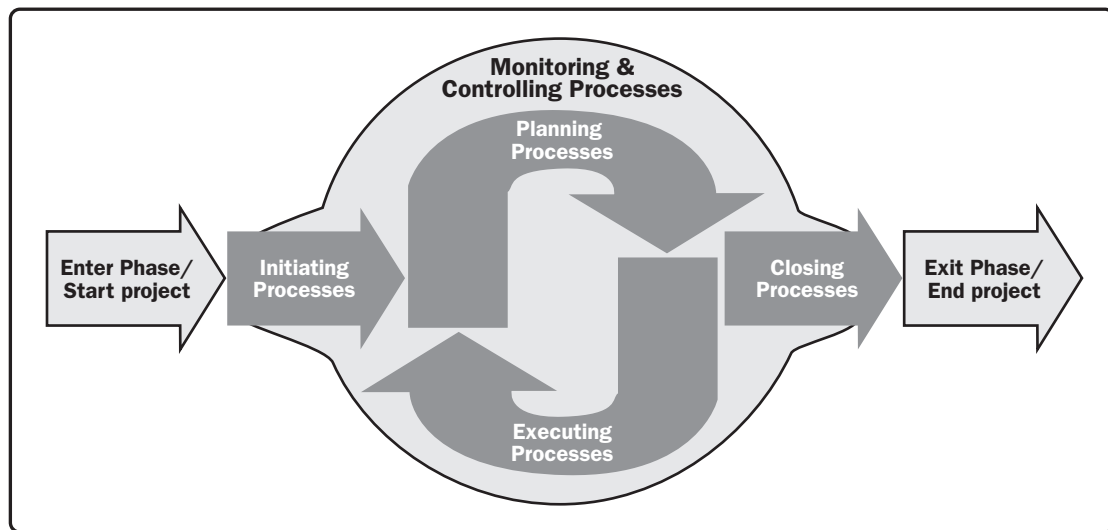 Monitoring &
Controlling Processes
Planning
Processes
Enter Phase/
Start project
Initiating
Processes
Closing
Processes
Exit Phase/
End project
Executing
Processes